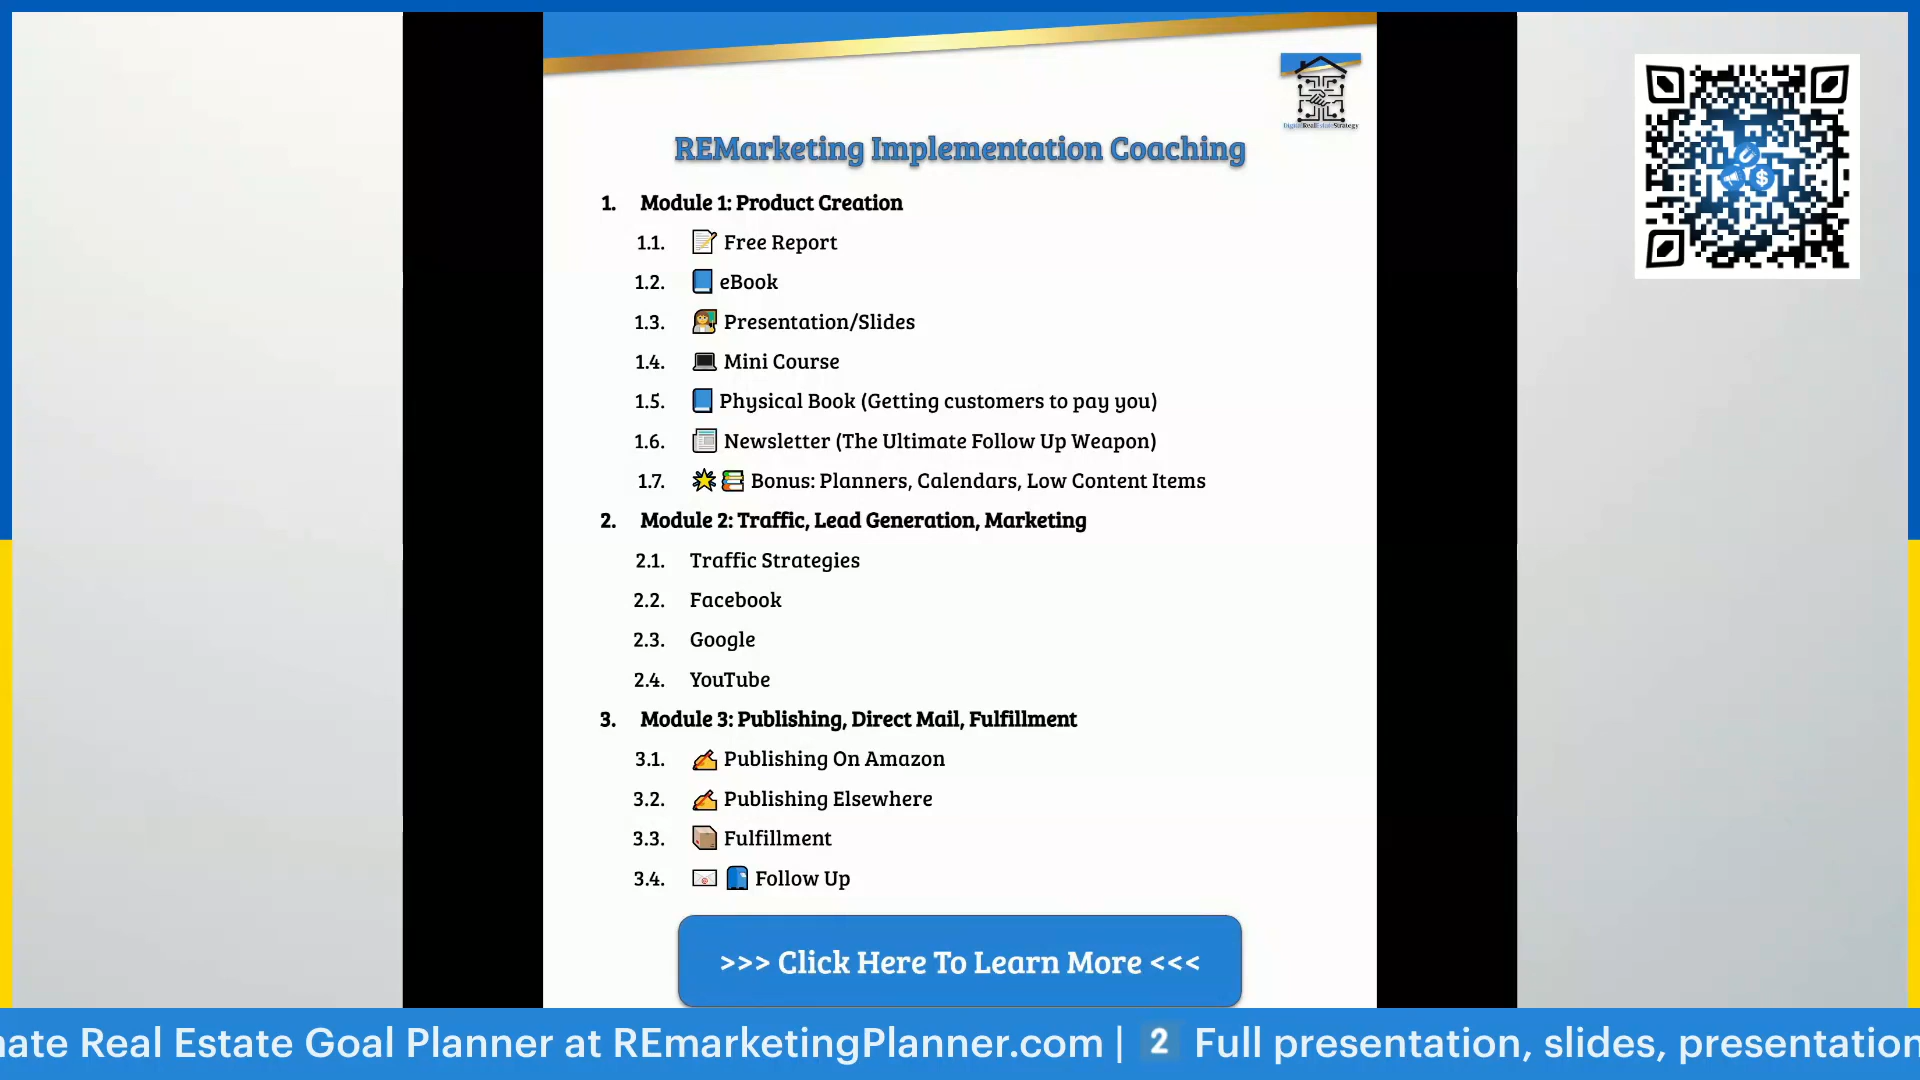 DigitalRealEstateStrategy
REMarketing Implementation Coaching
1. Module 1: Product Creation
1.1. 📝 Free Report
1.2. 📘 eBook
1.3. 👩‍🏫 Presentation/Slides
1.4. 💻 Mini Course
1.5. 📘 Physical Book (Getting customers to pay you)
1.6. 📰 Newsletter (The Ultimate Follow Up Weapon)
1.7. 🌟📚 Bonus: Planners, Calendars, Low Content Items
2. Module 2: Traffic, Lead Generation, Marketing
2.1. Traffic Strategies
2.2. Facebook
2.3. Google
2.4. YouTube
3. Module 3: Publishing, Direct Mail, Fulfillment
3.1. ✍️ Publishing On Amazon
3.2. ✍️ Publishing Elsewhere
3.3. 📦 Fulfillment
3.4. 💌 📘 Follow Up
>>> Click Here To Learn More <<<
Real Estate Goal Planner at REmarketingPlanner.com | 2 Full presentation, slides, presentation